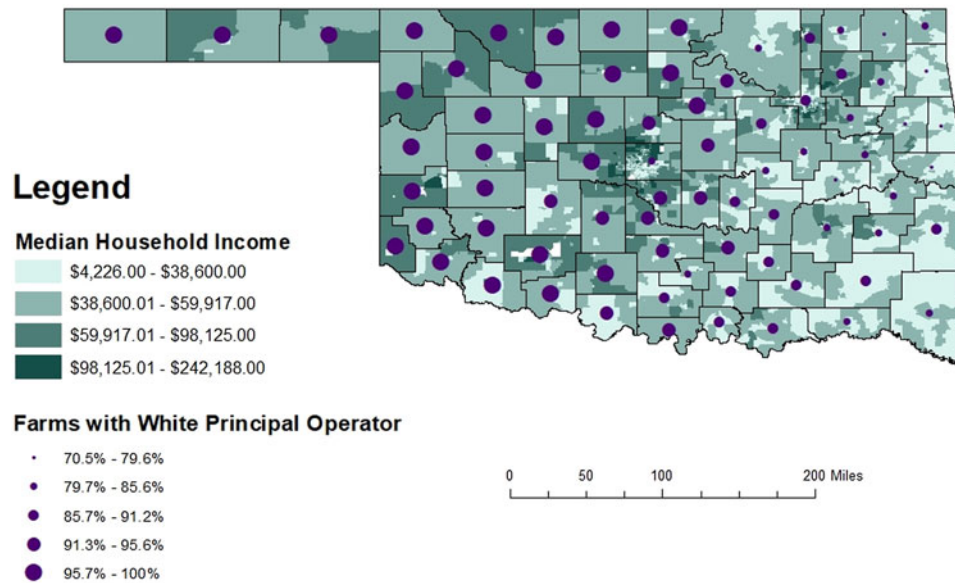 Legend
Median Household Income
$4,226.00 - $38,600.00
$38,600.01 - $59,917.00
$59,917.01 - $98,125.00
$98,125.01 - $242,188.00
Farms with White Principal Operator
70.5% - 79.6%
79.7% - 85.6%
85.7% - 91.2%
91.3% - 95.6%
95.7% - 100%
0 50 100 200 Miles